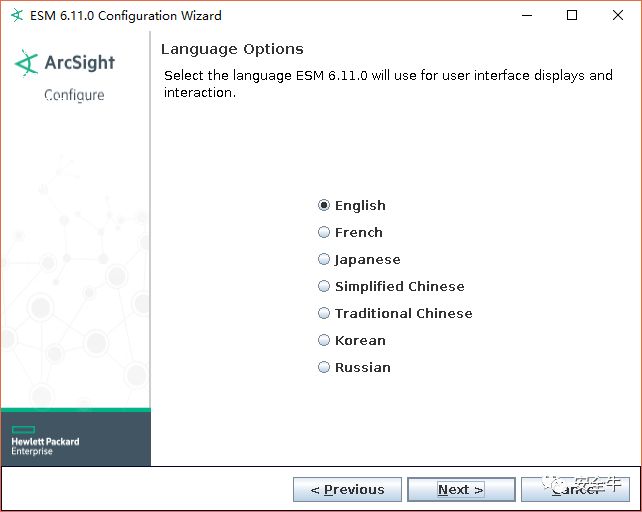 ESM 6.11.0 Configuration Wizard
ArcSight
Configure
Language Options
Select the language ESM 6.11.0 will use for user interface displays and
interaction.
English
French
Japanese
Simplified Chinese
Traditional Chinese
Korean
Russian
Hewlett Packard
Enterprise
< Previous
Next >
Cancel
安全牛